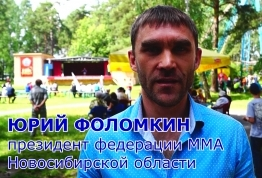 ЮРИЙ ФОЛОМКИН
президент федерации ММА
Новосибирской области